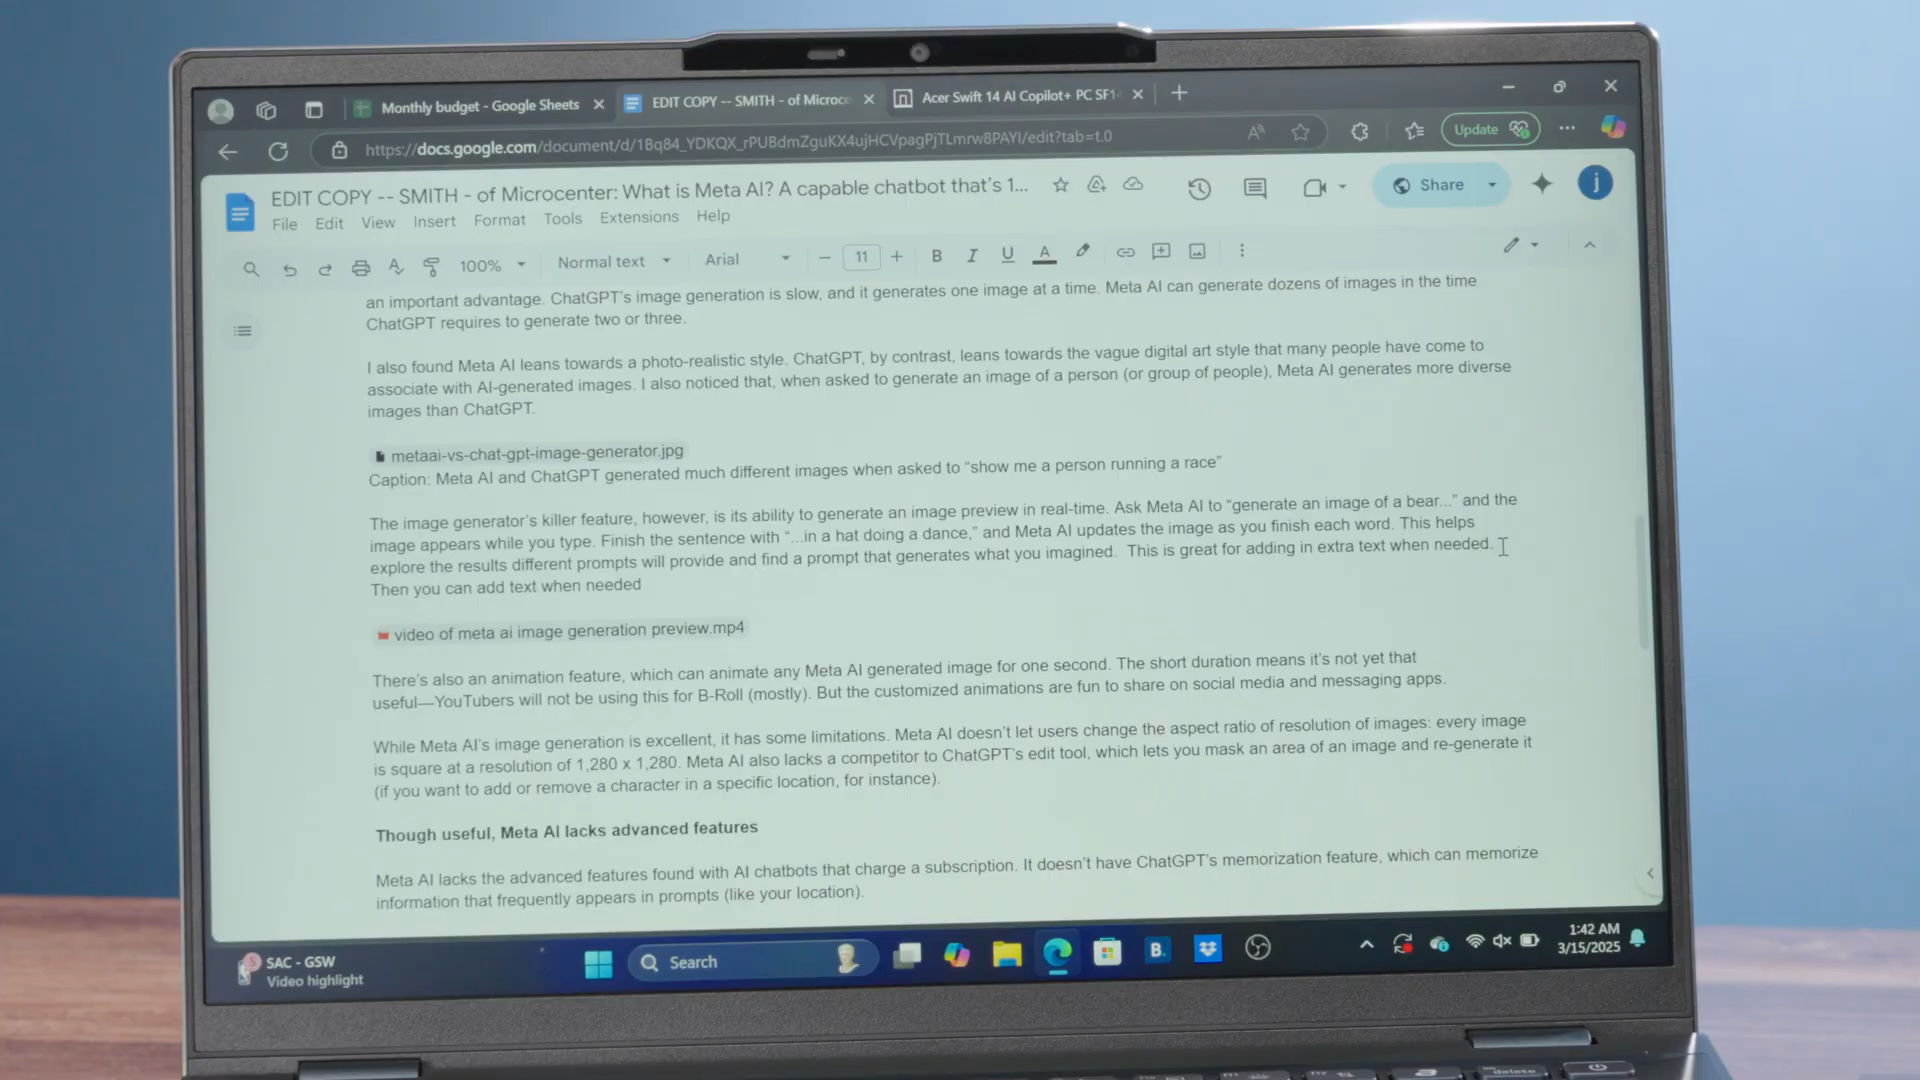 Monthly budget - Google Sheets
EDIT COPY -- SMITH - of Microce
Acer Swift 14 AI Copilot+ PC SF1
https://docs.google.com/document/d/1Bq84_YDKQX_rPUBdmZguKX4ujHCVpagPjTLmrw8PAYI/edit?tab=t.0
Update
EDIT COPY -- SMITH - of Microcenter: What is Meta AI? A capable chatbot that's 1...
Share
j
File Edit View Insert Format Tools Extensions Help
100% Normal text Arial 11 B I U A
an important advantage. ChatGPT's image generation is slow, and it generates one image at a time. Meta AI can generate dozens of images in the time
ChatGPT requires to generate two or three.
I also found Meta AI leans towards a photo-realistic style. ChatGPT, by contrast, leans towards the vague digital art style that many people have come to
associate with AI-generated images. I also noticed that, when asked to generate an image of a person (or group of people), Meta AI generates more diverse
images than ChatGPT.
metaai-vs-chat-gpt-image-generator.jpg
Caption: Meta AI and ChatGPT generated much different images when asked to “show me a person running a race”
The image generator's killer feature, however, is its ability to generate an image preview in real-time. Ask Meta AI to “generate an image of a bear...” and the
image appears while you type. Finish the sentence with “...in a hat doing a dance,” and Meta AI updates the image as you finish each word. This helps
explore the results different prompts will provide and find a prompt that generates what you imagined.  This is great for adding in extra text when needed.
Then you can add text when needed
video of meta ai image generation preview.mp4
There's also an animation feature, which can animate any Meta AI generated image for one second. The short duration means it's not yet that
useful—YouTubers will not be using this for B-Roll (mostly). But the customized animations are fun to share on social media and messaging apps.
While Meta AI's image generation is excellent, it has some limitations. Meta AI doesn't let users change the aspect ratio of resolution of images: every image
is square at a resolution of 1,280 x 1,280. Meta AI also lacks a competitor to ChatGPT's edit tool, which lets you mask an area of an image and re-generate it
(if you want to add or remove a character in a specific location, for instance).
Though useful, Meta AI lacks advanced features
Meta AI lacks the advanced features found with AI chatbots that charge a subscription. It doesn't have ChatGPT's memorization feature, which can memorize
information that frequently appears in prompts (like your location).
SAC - GSW
Video highlight
Search
B.
1:42 AM
3/15/2025
delete